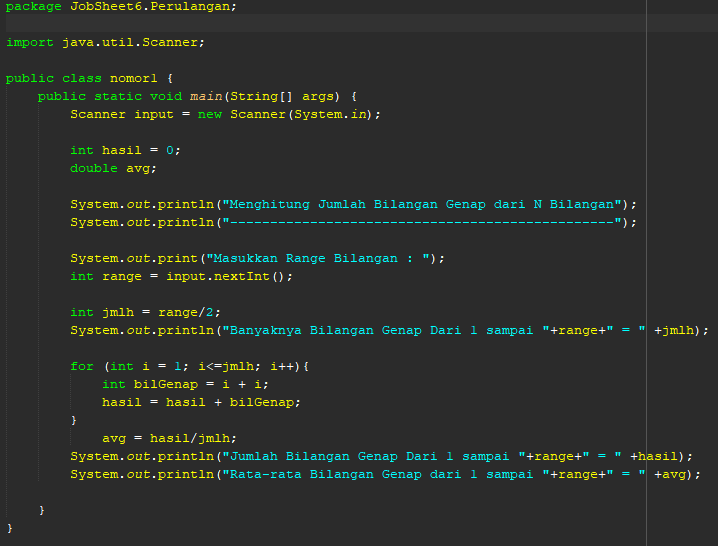 package JobSheet6.Perulangan;
import java.util.Scanner;
public class nomor1 {
public static void main(String[] args) {
Scanner input = new Scanner(System.in);
int hasil = 0;
double avg;
System.out.println("Menghitung Jumlah Bilangan Genap dari N Bilangan");
System.out.println("------------------------------------------------");
System.out.print("Masukkan Range Bilangan : ");
int range = input.nextInt();
int jmlh = range/2;
System.out.println("Banyaknya Bilangan Genap Dari 1 sampai "+range+" = " +jmlh);
for (int i = 1; i<=jmlh; i++){
int bilGenap = i + i;
hasil = hasil + bilGenap;
}
avg = hasil/jmlh;
System.out.println("Jumlah Bilangan Genap Dari 1 sampai "+range+" = " +hasil);
System.out.println("Rata-rata Bilangan Genap dari 1 sampai "+range+" = " +avg);
}
}